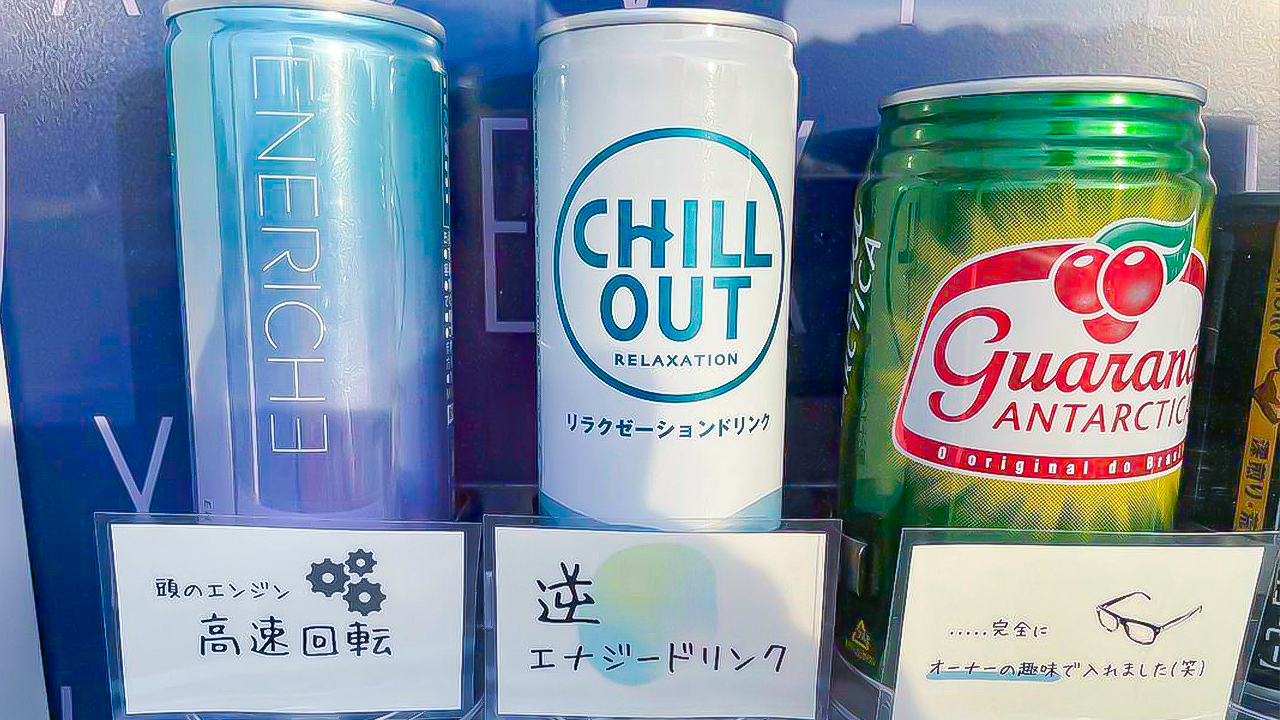 ENERICHƎ
CHILL
OUT
RELAXATION
リラクゼーションドリンク
Guaraná
ANTARCTICA
O original do Brasil
頭のエンジン
高速回転
逆
エナジードリンク
.....完全に
オーナーの趣味で入れました(笑)